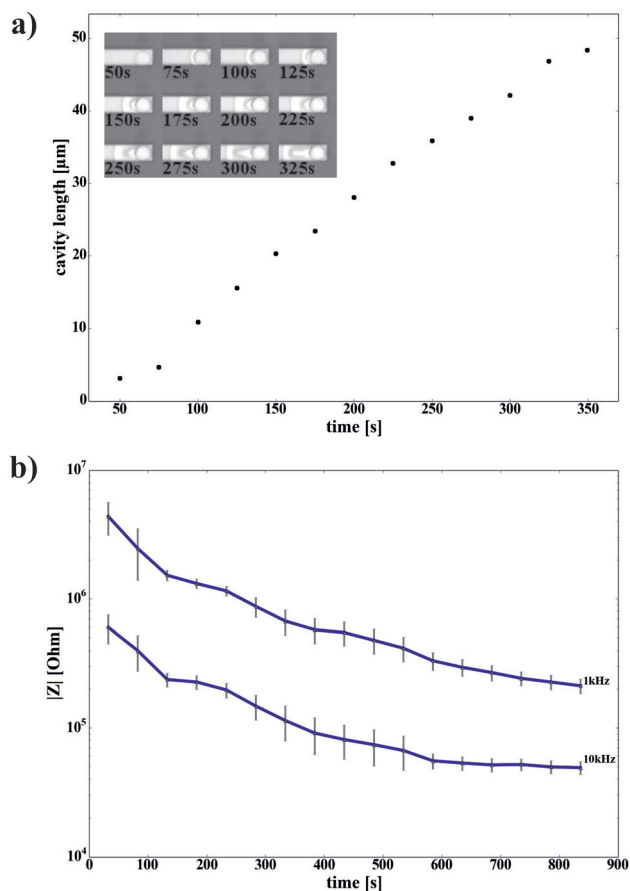 a)
cavity length [µm]
50
40
30
20
10
0
50s 75s 100s 125s
150s 175s 200s 225s
250s 275s 300s 325s
50 100 150 200 250 300 350
time [s]
b)
|Z| [Ohm]
10⁷
10⁶
10⁵
10⁴
1kHz
10kHz
0 100 200 300 400 500 600 700 800 900
time [s]